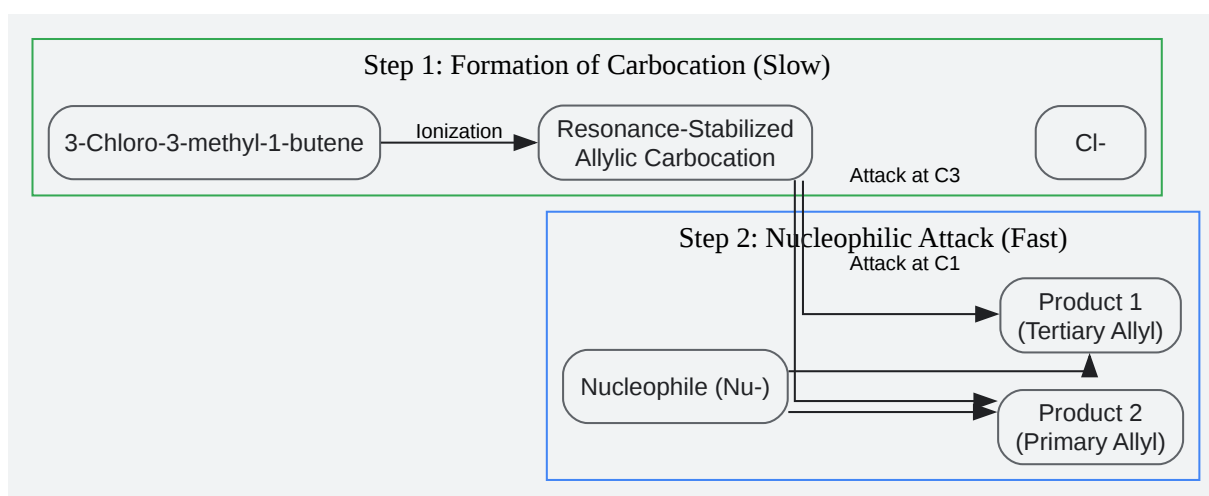 Step 1: Formation of Carbocation (Slow)
3-Chloro-3-methyl-1-butene
Ionization
Resonance-Stabilized
Allylic Carbocation
Cl-
Attack at C3
Step 2: Nucleophilic Attack (Fast)
Attack at C1
Product 1
(Tertiary Allyl)
Nucleophile (Nu-)
Product 2
(Primary Allyl)